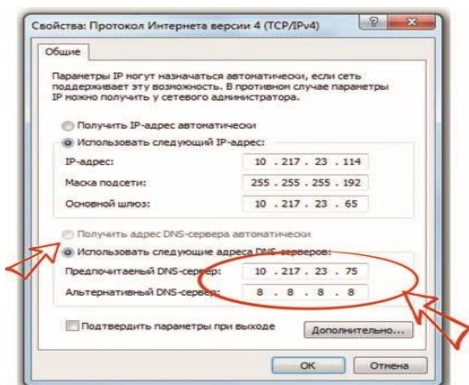 Свойства: Протокол Интернета версии 4 (TCP/IPv4)
Общие
Параметры IP могут назначаться автоматически, если сеть
поддерживает эту возможность. В противном случае параметры
IP можно получить у сетевого администратора.
Получить IP-адрес автоматически
Использовать следующий IP-адрес:
IP-адрес: 10 . 217 . 23 . 114
Маска подсети: 255 . 255 . 255 . 192
Основной шлюз: 10 . 217 . 23 . 65
Получить адрес DNS-сервера автоматически
Использовать следующие адреса DNS-серверов:
Предпочитаемый DNS-сервер: 10 . 217 . 23 . 75
Альтернативный DNS-сервер: 8 . 8 . 8 . 8
Подтвердить параметры при выходе
Дополнительно...
ОК Отмена